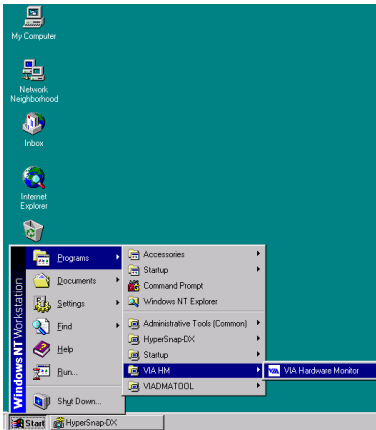 My Computer
Network
Neighborhood
Inbox
Internet
Explorer
Windows NT Workstation
Programs
Documents
Settings
Find
Help
Run...
Shut Down...
Accessories
Startup
Command Prompt
Windows NT Explorer
Administrative Tools (Common)
HyperSnap-DX
Startup
VIA HM
VIADMATOOL
VIA Hardware Monitor
Start
HyperSnap-DX